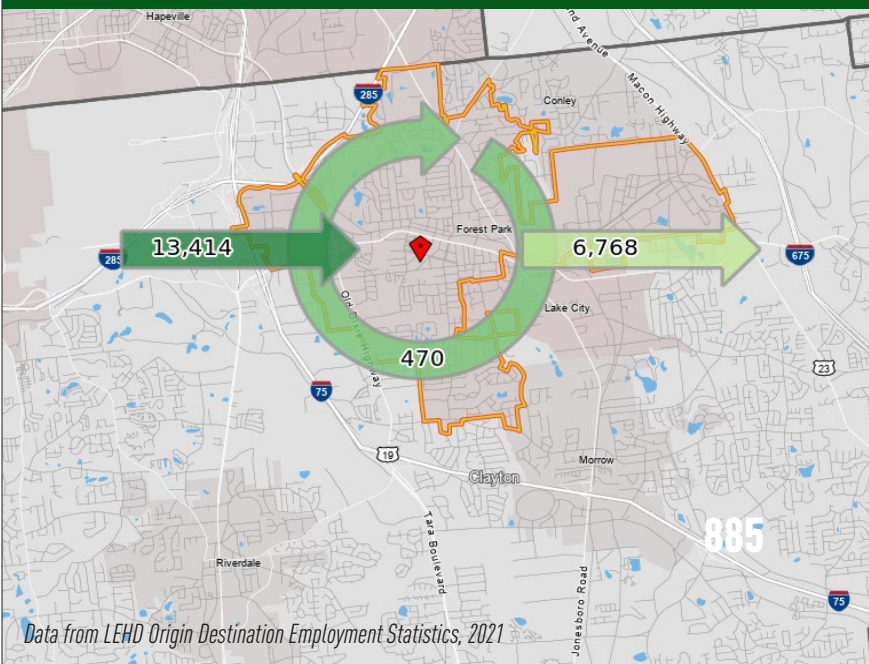 Hapeville
nd Avenue
Macon Highway
285
Conley
Forest Park
13,414
6,768
285
675
Old Dixie Highway
Lake City
470
23
75
19
Clayton
Morrow
885
Riverdale
Tara Boulevard
Jonesboro Road
75
Data from LEHD Origin Destination Employment Statistics, 2021